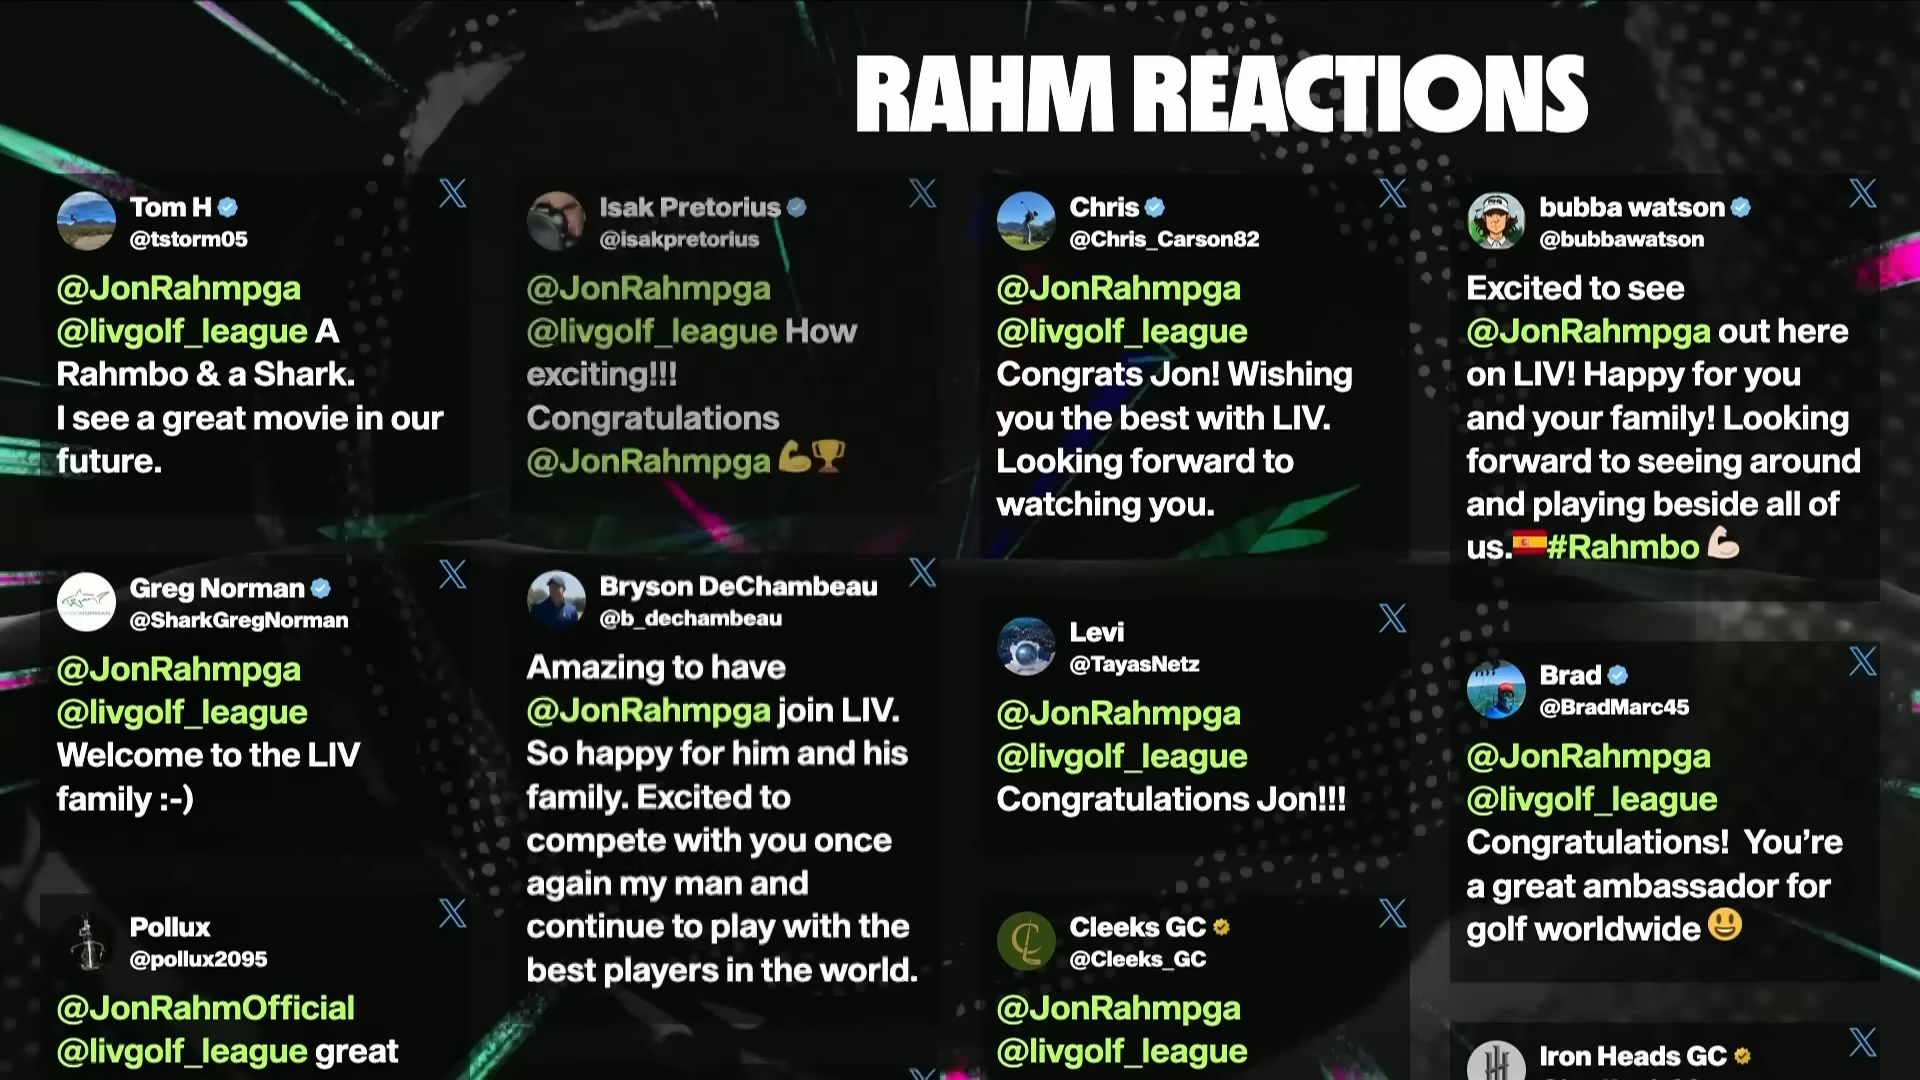 RAHM REACTIONS
Tom H
@tstorm05
@JonRahmpga
@livgolf_league A
Rahmbo & a Shark.
I see a great movie in our
future.
Greg Norman
@SharkGregNorman
@JonRahmpga
@livgolf_league
Welcome to the LIV
family :-)
Pollux
@pollux2095
@JonRahmOfficial
@livgolf_league great
Isak Pretorius
@isakpretorius
@JonRahmpga
@livgolf_league How
exciting!!!
Congratulations
@JonRahmpga 💪🏆
Bryson DeChambeau
@b_dechambeau
Amazing to have
@JonRahmpga join LIV.
So happy for him and his
family. Excited to
compete with you once
again my man and
continue to play with the
best players in the world.
Chris
@Chris_Carson82
@JonRahmpga
@livgolf_league
Congrats Jon! Wishing
you the best with LIV.
Looking forward to
watching you.
Levi
@TayasNetz
@JonRahmpga
@livgolf_league
Congratulations Jon!!!
Cleeks GC
@Cleeks_GC
@JonRahmpga
@livgolf_league
bubba watson
@bubbawatson
Excited to see
@JonRahmpga out here
on LIV! Happy for you
and your family! Looking
forward to seeing around
and playing beside all of
us.🇪🇸#Rahmbo 💪🏻
Brad
@BradMarc45
@JonRahmpga
@livgolf_league
Congratulations! You’re
a great ambassador for
golf worldwide 😃
Iron Heads GC